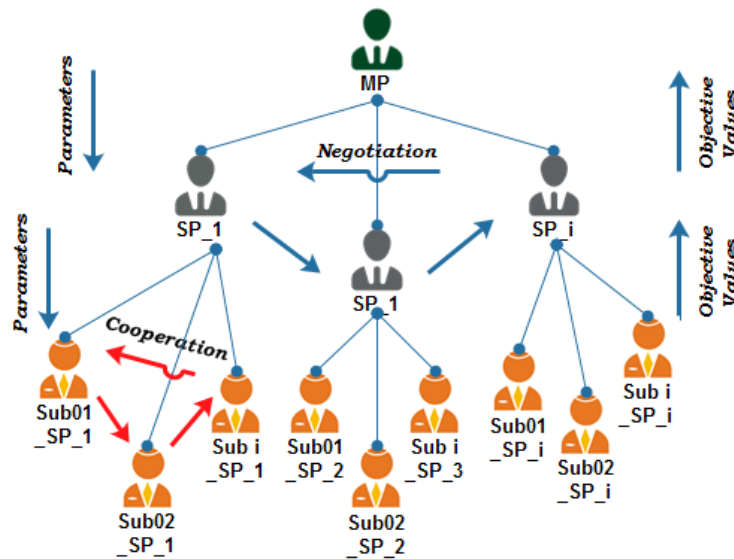 MP
Parameters
Objective
Values
Negotiation
SP_1
SP_i
SP_1
Parameters
Objective
Values
Cooperation
Sub01
_SP_1
Sub02
_SP_1
Sub i
_SP_1
Sub01
_SP_2
Sub02
_SP_2
Sub i
_SP_3
Sub01
_SP_i
Sub02
_SP_i
Sub i
_SP_i